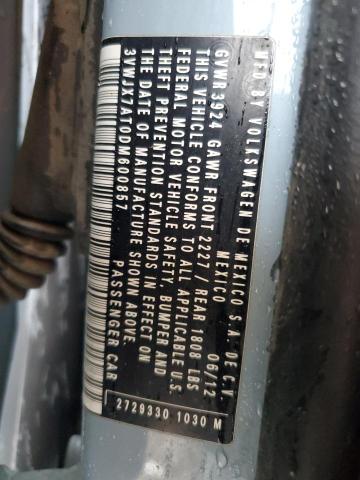 MFD BY VOLKSWAGEN DE MEXICO S.A. DE C.V.
MEXICO 06/12
GVWR3924 GAWR FRONT 2227/ REAR 1808 LBS
THIS VEHICLE CONFORMS TO ALL APPLICABLE U.S.
FEDERAL MOTOR VEHICLE SAFETY. BUMPER AND
THEFT PREVENTION STANDARDS IN EFFECT ON
THE DATE OF MANUFACTURE SHOWN ABOVE.
3VWJX7AT0DM600857 PASSENGER CAR
2729330 1030 M